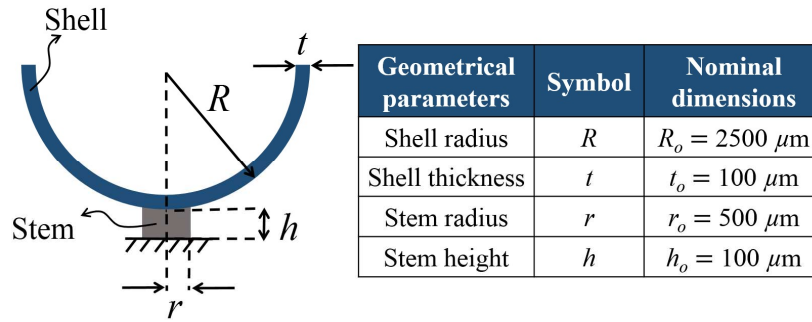 Shell
t
R
Stem
h
r
Geometrical parameters Symbol Nominal dimensions
Shell radius R Rₒ = 2500 μm
Shell thickness t tₒ = 100 μm
Stem radius r rₒ = 500 μm
Stem height h hₒ = 100 μm